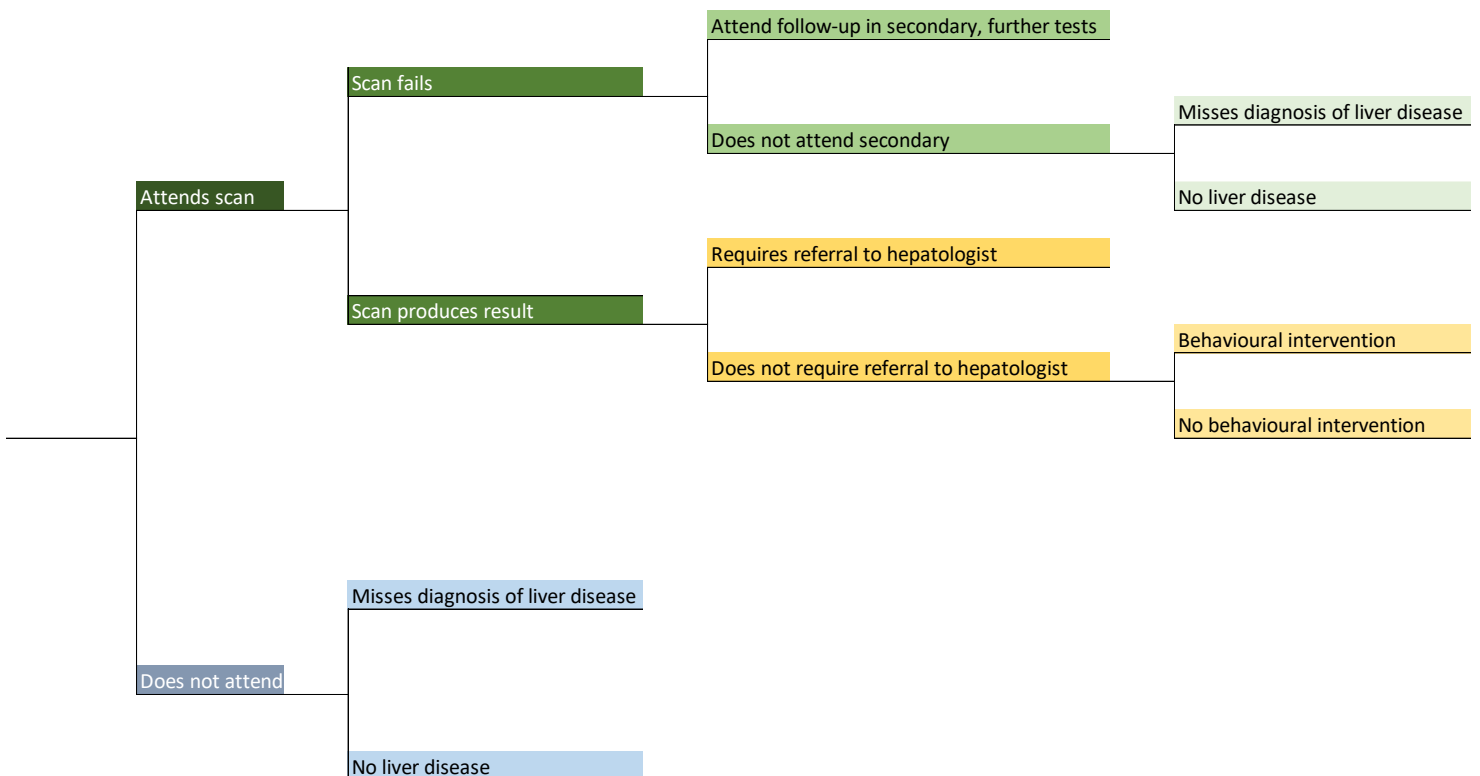 Attend follow-up in secondary, further tests
Scan fails
Misses diagnosis of liver disease
Does not attend secondary
Attends scan
No liver disease
Requires referral to hepatologist
Scan produces result
Behavioural intervention
Does not require referral to hepatologist
No behavioural intervention
Misses diagnosis of liver disease
Does not attend
No liver disease